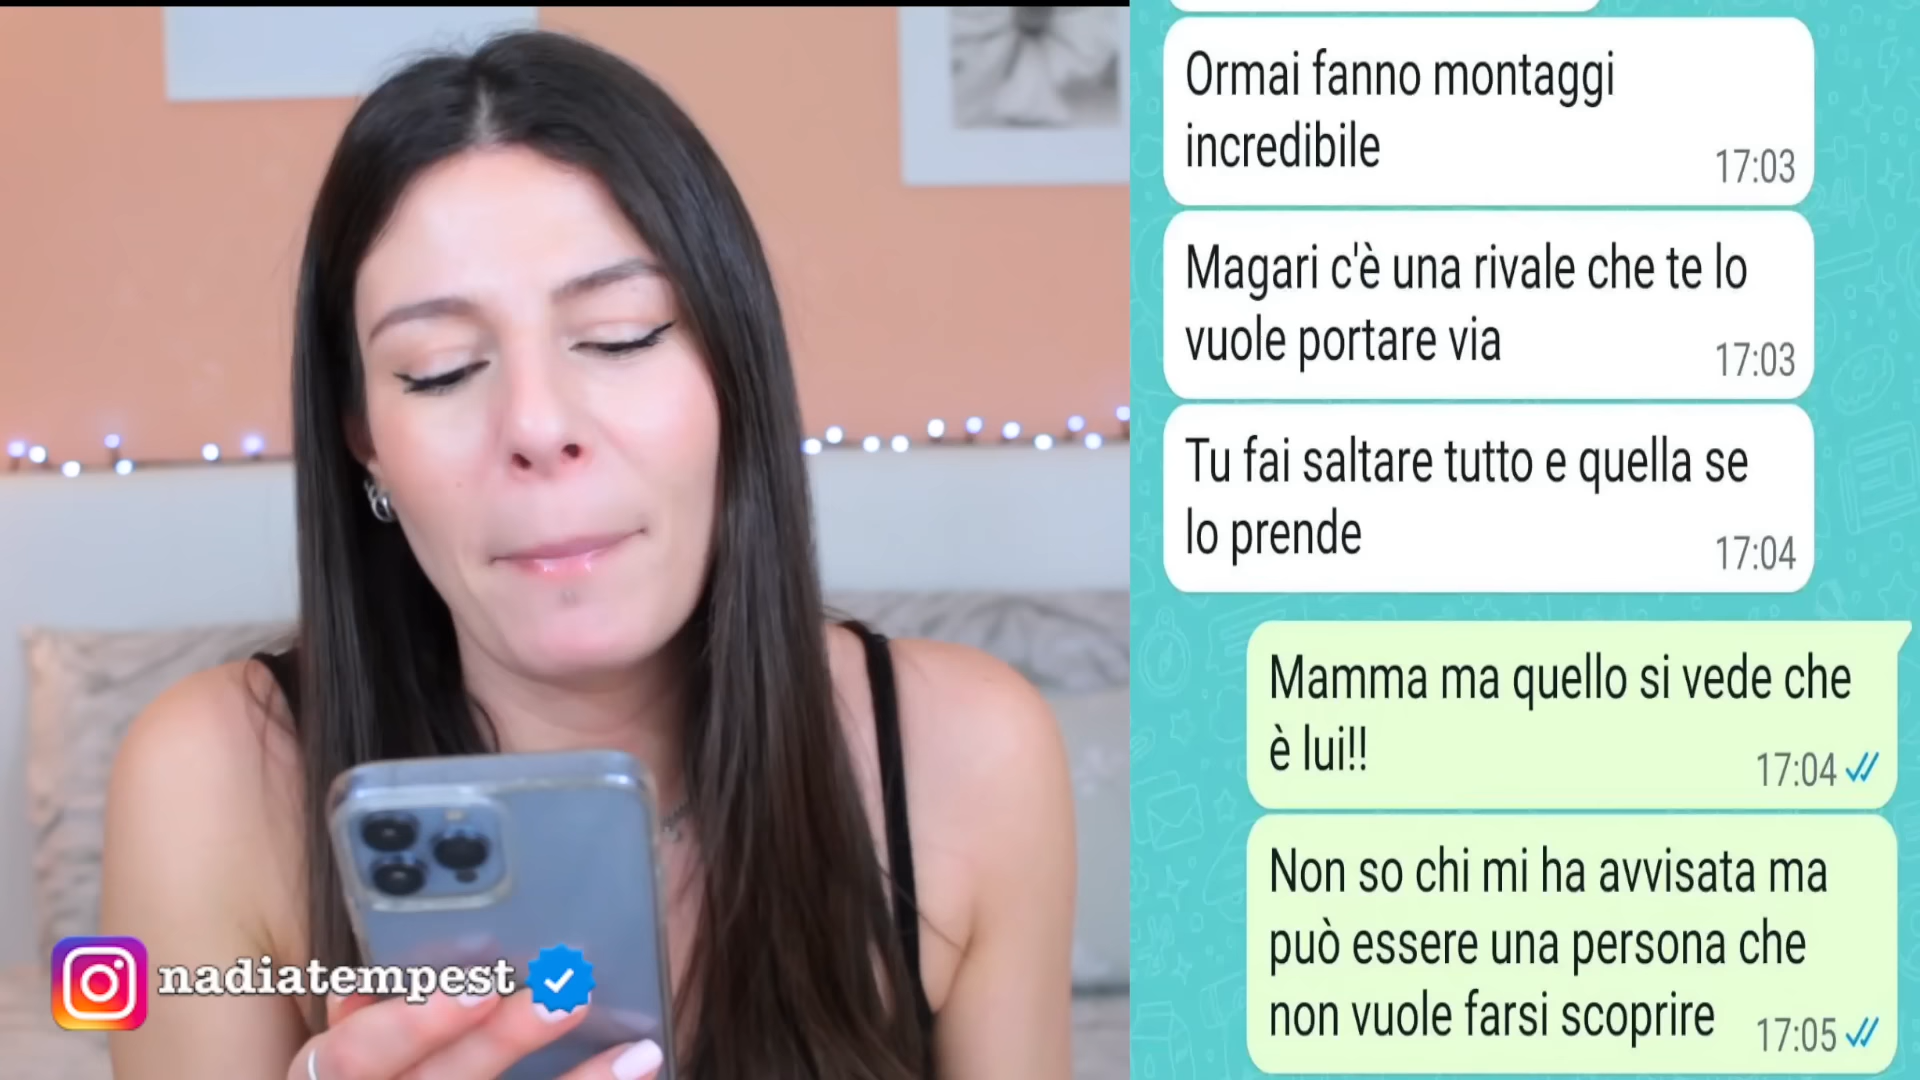 Ormai fanno montaggi
incredibile
17:03
Magari c'è una rivale che te lo
vuole portare via
17:03
Tu fai saltare tutto e quella se
lo prende
17:04
Mamma ma quello si vede che
è lui!!
17:04
Non so chi mi ha avvisata ma
può essere una persona che
non vuole farsi scoprire
17:05
nadiatempest